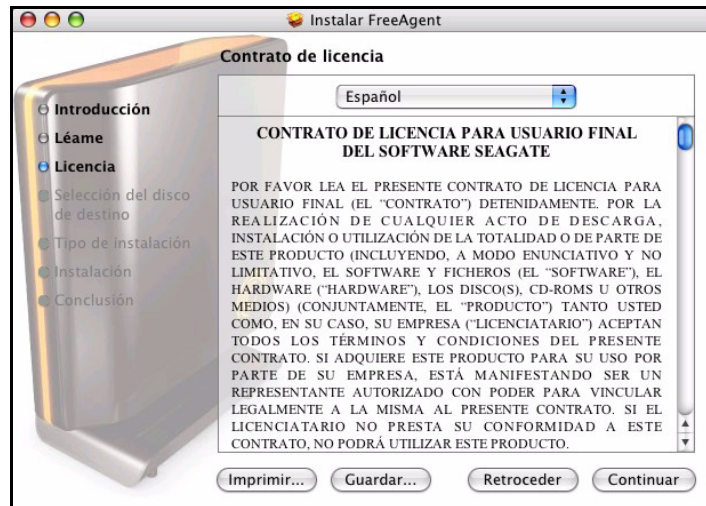 Instalar FreeAgent
Contrato de licencia
Introducción
Léame
Licencia
Selección del disco
de destino
Tipo de instalación
Instalación
Conclusión
Español
CONTRATO DE LICENCIA PARA USUARIO FINAL
DEL SOFTWARE SEAGATE
POR FAVOR LEA EL PRESENTE CONTRATO DE LICENCIA PARA
USUARIO FINAL (EL “CONTRATO”) DETENIDAMENTE. POR LA
REALIZACIÓN DE CUALQUIER ACTO DE DESCARGA,
INSTALACIÓN O UTILIZACIÓN DE LA TOTALIDAD O DE PARTE DE
ESTE PRODUCTO (INCLUYENDO, A MODO ENUNCIATIVO Y NO
LIMITATIVO, EL SOFTWARE Y FICHEROS (EL “SOFTWARE”), EL
HARDWARE (“HARDWARE”), LOS DISCO(S), CD-ROMS U OTROS
MEDIOS) (CONJUNTAMENTE, EL “PRODUCTO”) TANTO USTED
COMO, EN SU CASO, SU EMPRESA (“LICENCIATARIO”) ACEPTAN
TODOS LOS TÉRMINOS Y CONDICIONES DEL PRESENTE
CONTRATO. SI ADQUIERE ESTE PRODUCTO PARA SU USO POR
PARTE DE SU EMPRESA, ESTÁ MANIFESTANDO SER UN
REPRESENTANTE AUTORIZADO CON PODER PARA VINCULAR
LEGALMENTE A LA MISMA AL PRESENTE CONTRATO. SI EL
LICENCIATARIO NO PRESTA SU CONFORMIDAD A ESTE
CONTRATO, NO PODRÁ UTILIZAR ESTE PRODUCTO.
Imprimir... Guardar... Retroceder Continuar